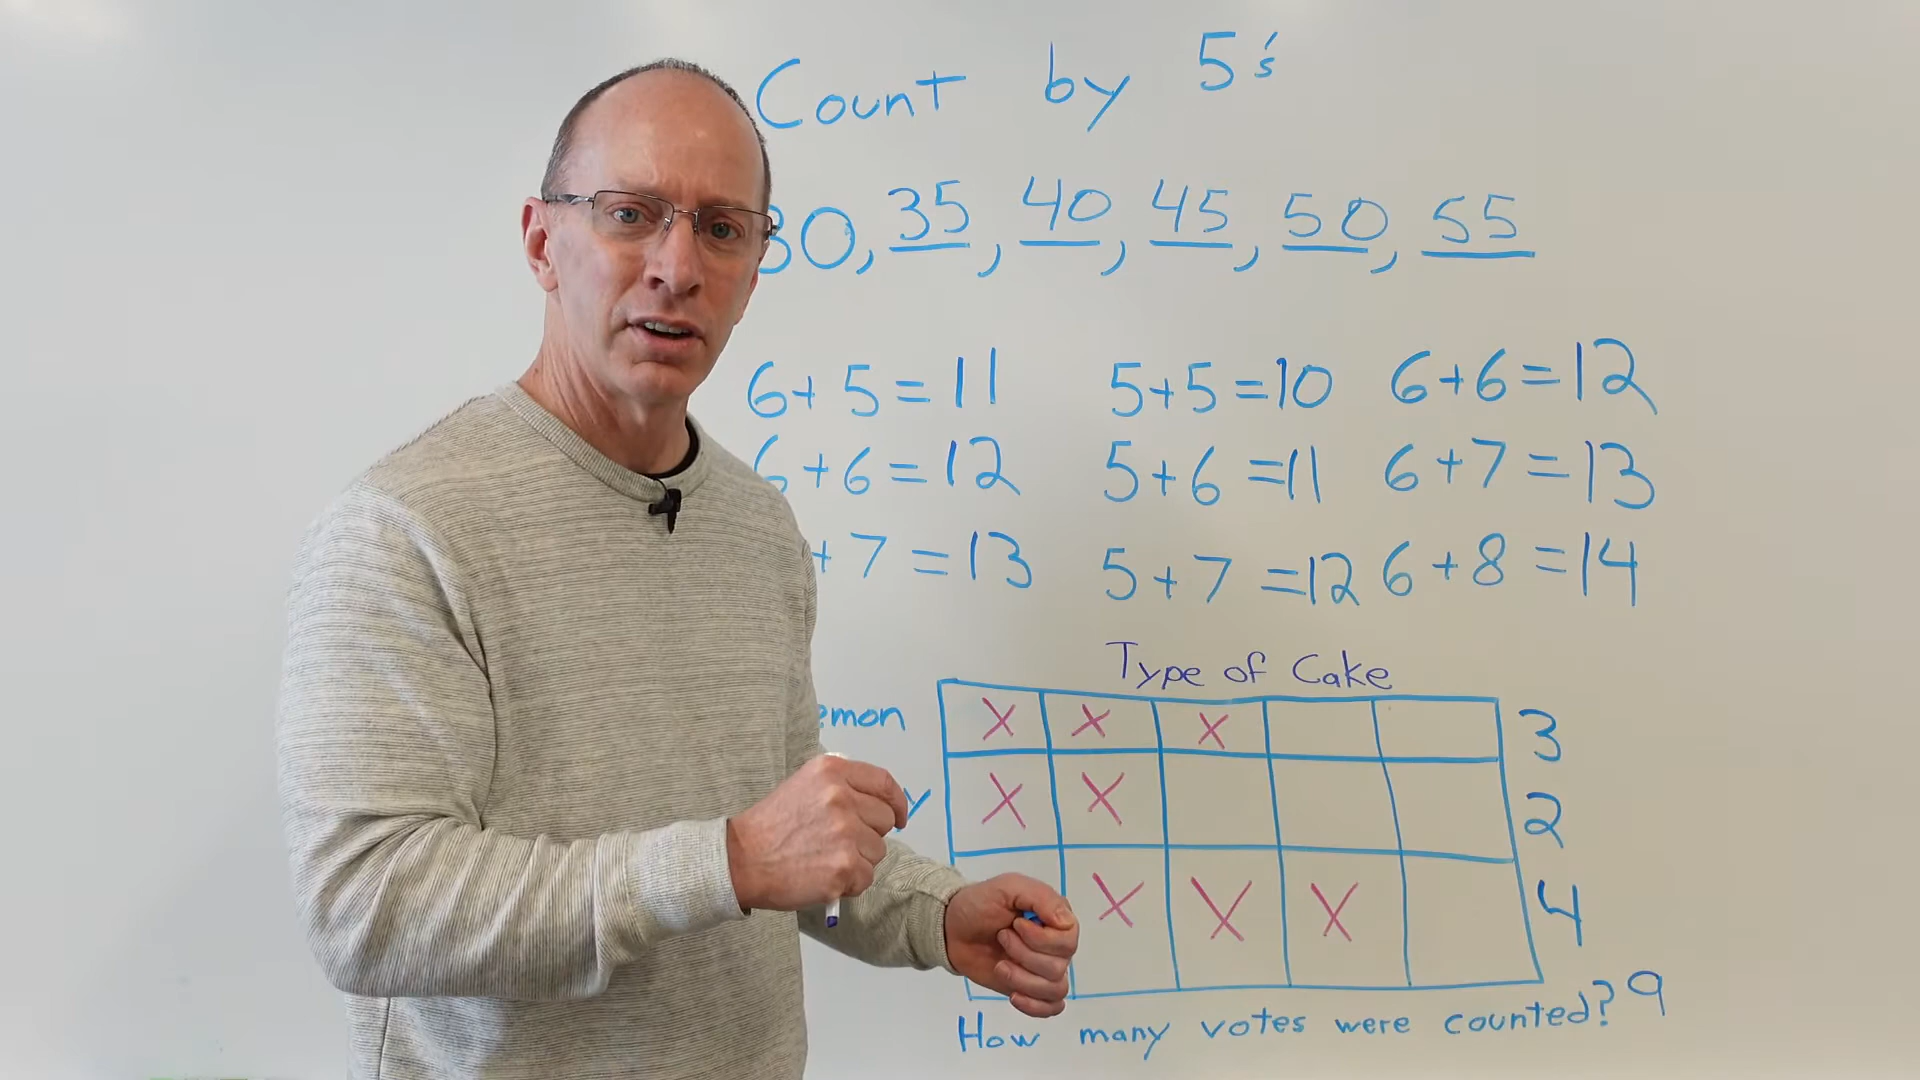 Count by 5's
30, 35, 40, 45, 50, 55
6+5=11 5+5=10 6+6=12
6+6=12 5+6=11 6+7=13
+7=13 5+7=12 6+8=14
Type of Cake
emon X X X 3
y X X 2
X X X 4
How many votes were counted? 9